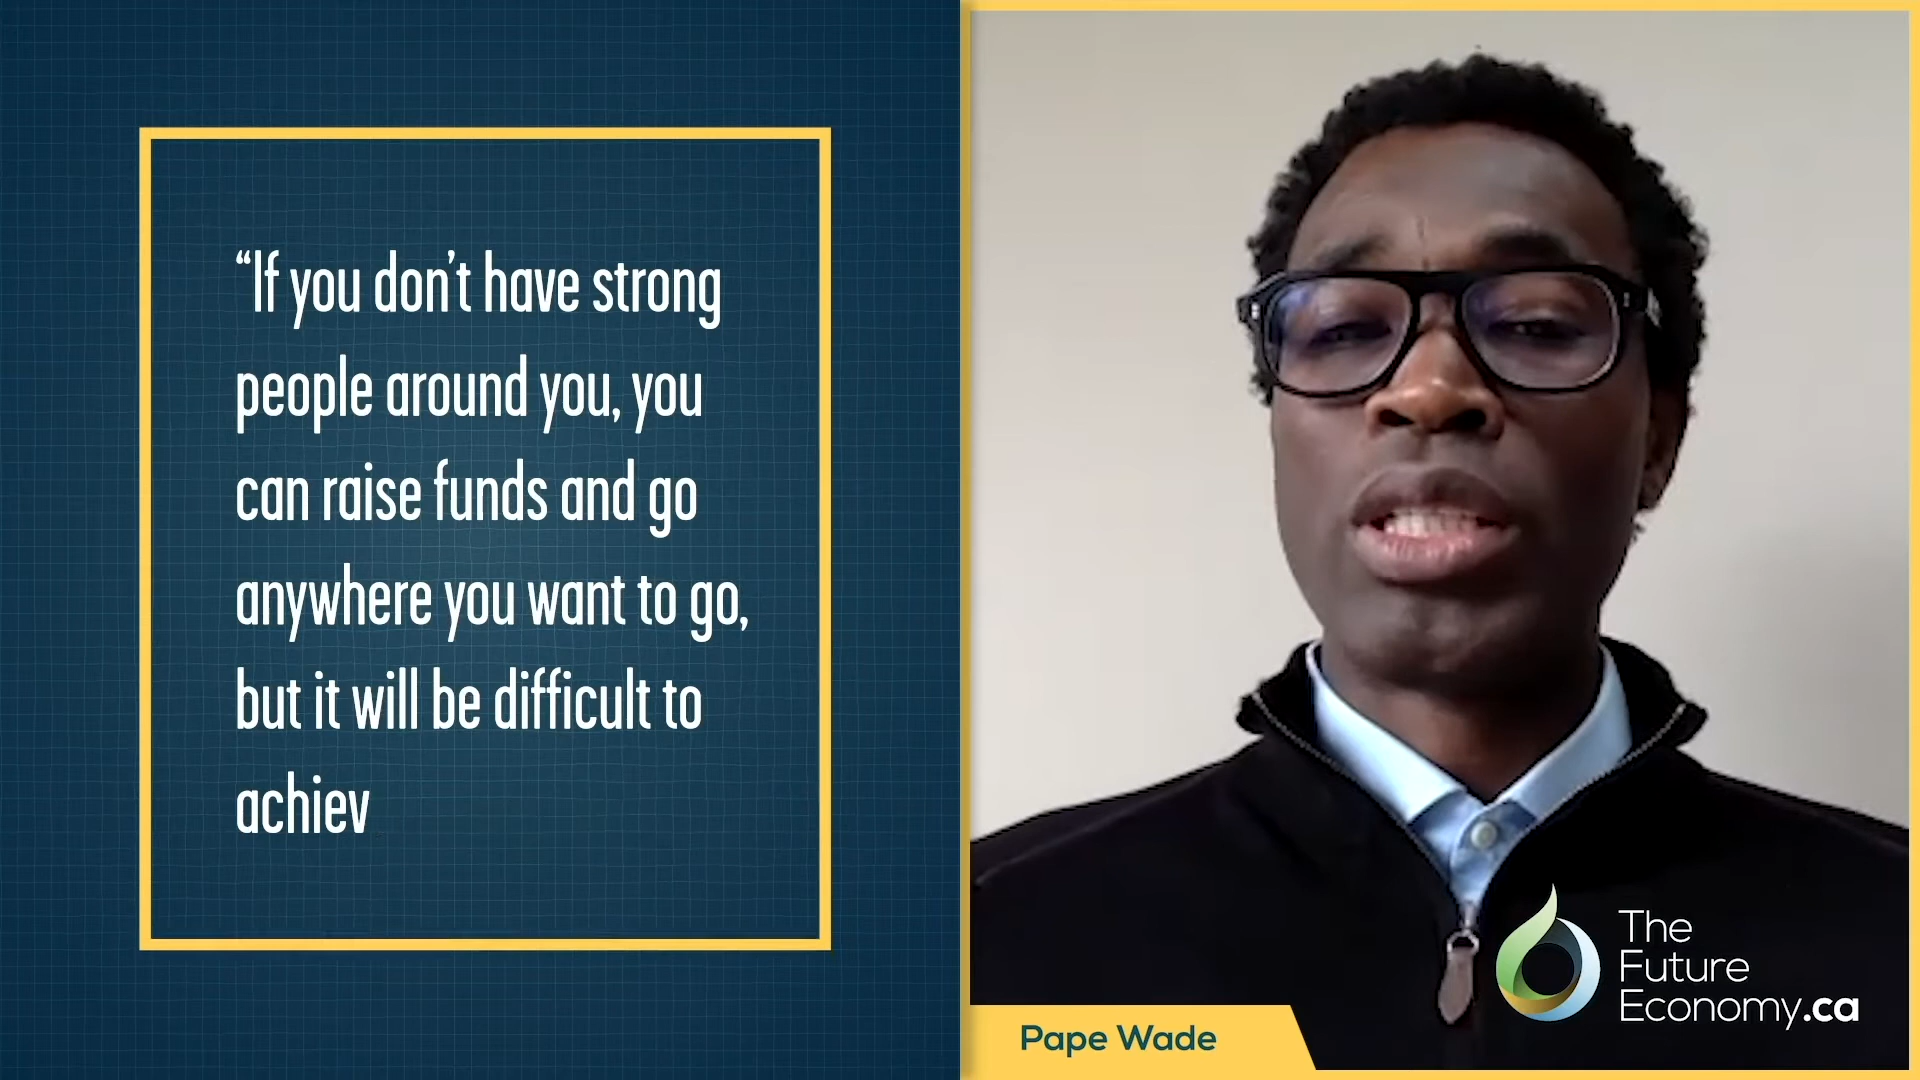 “If you don’t have strong
people around you, you
can raise funds and go
anywhere you want to go,
but it will be difficult to
achiev
The
Future
Economy.ca
Pape Wade